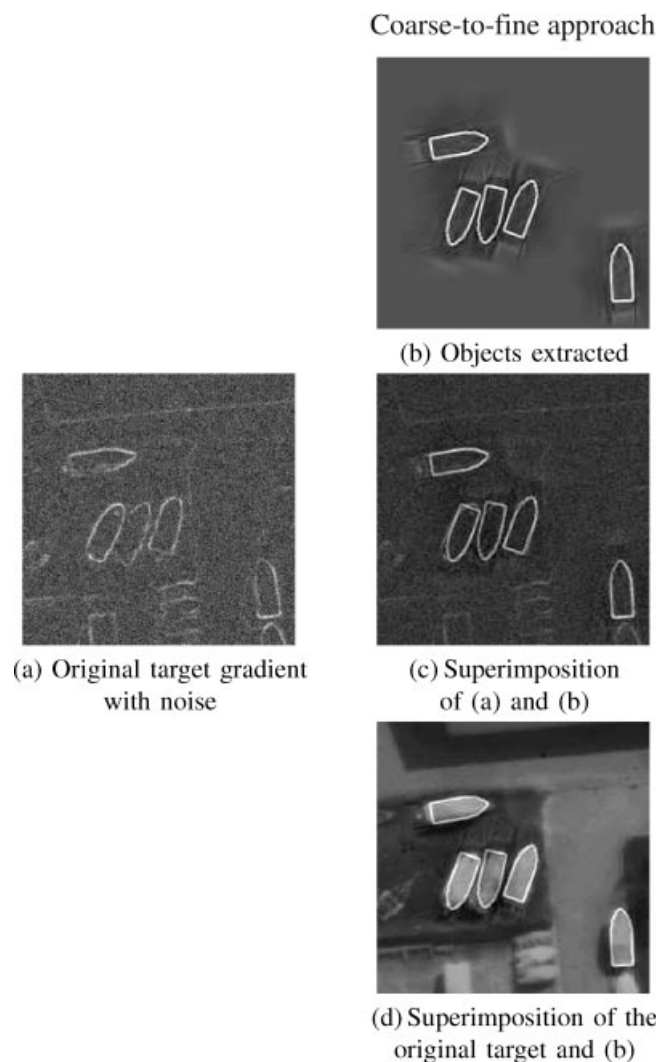 Coarse-to-fine approach
(b) Objects extracted
(a) Original target gradient
with noise
(c) Superimposition
of (a) and (b)
(d) Superimposition of the
original target and (b)